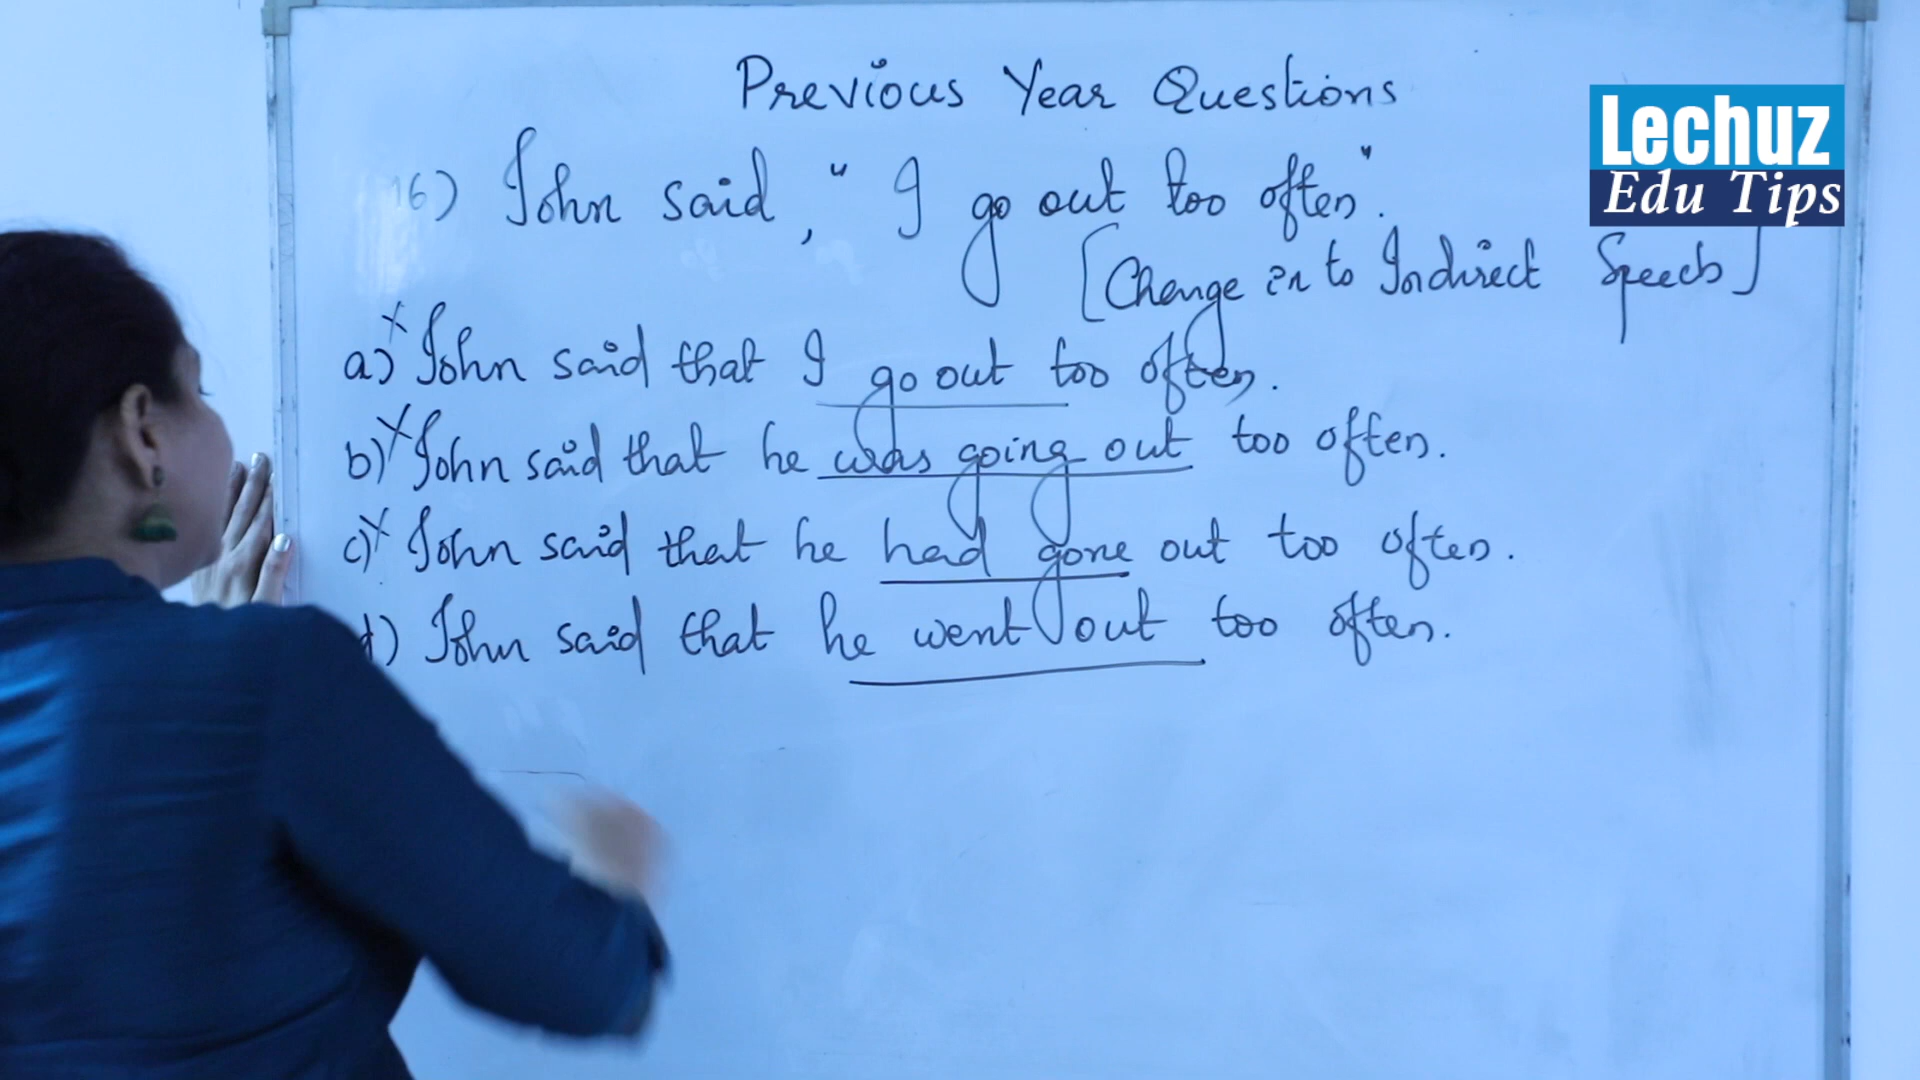 Previous Year Questions
Lechuz
Edu Tips
16) John said, " I go out too often".
[Change in to Indirect Speech]
a) x John said that I go out too often.
b) x John said that he was going out too often.
c) x John said that he had gone out too often.
d) John said that he went out too often.